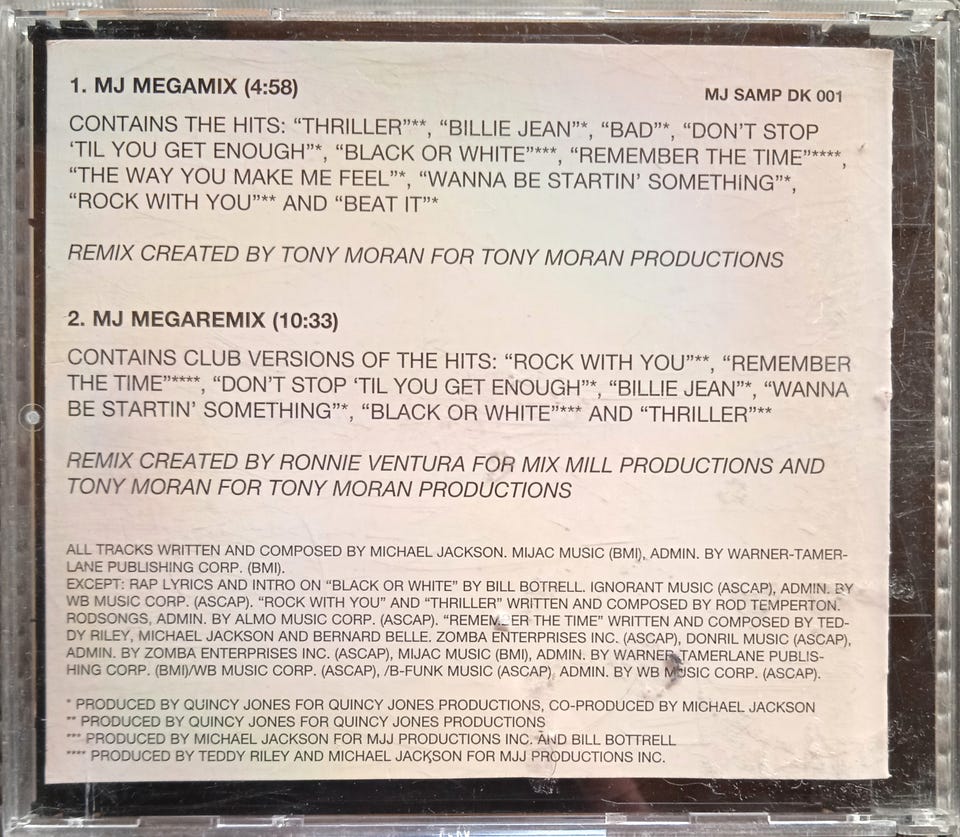 1. MJ MEGAMIX (4:58)
MJ SAMP DK 001
CONTAINS THE HITS: “THRILLER”**, “BILLIE JEAN”*, “BAD”*, “DON’T STOP
‘TIL YOU GET ENOUGH”*, “BLACK OR WHITE”***, “REMEMBER THE TIME”****,
“THE WAY YOU MAKE ME FEEL”*, “WANNA BE STARTIN’ SOMETHING”*,
“ROCK WITH YOU”** AND “BEAT IT”*
REMIX CREATED BY TONY MORAN FOR TONY MORAN PRODUCTIONS
2. MJ MEGAREMIX (10:33)
CONTAINS CLUB VERSIONS OF THE HITS: “ROCK WITH YOU”**, “REMEMBER
THE TIME”****, “DON’T STOP ‘TIL YOU GET ENOUGH”*, “BILLIE JEAN”*, “WANNA
BE STARTIN’ SOMETHING”*, “BLACK OR WHITE”*** AND “THRILLER”**
REMIX CREATED BY RONNIE VENTURA FOR MIX MILL PRODUCTIONS AND
TONY MORAN FOR TONY MORAN PRODUCTIONS
ALL TRACKS WRITTEN AND COMPOSED BY MICHAEL JACKSON. MIJAC MUSIC (BMI), ADMIN. BY WARNER-TAMER-
LANE PUBLISHING CORP. (BMI).
EXCEPT: RAP LYRICS AND INTRO ON “BLACK OR WHITE” BY BILL BOTRELL. IGNORANT MUSIC (ASCAP), ADMIN. BY
WB MUSIC CORP. (ASCAP). “ROCK WITH YOU” AND “THRILLER” WRITTEN AND COMPOSED BY ROD TEMPERTON.
RODSONGS, ADMIN. BY ALMO MUSIC CORP. (ASCAP). “REMEMBER THE TIME” WRITTEN AND COMPOSED BY TED-
DY RILEY, MICHAEL JACKSON AND BERNARD BELLE. ZOMBA ENTERPRISES INC. (ASCAP), DONRIL MUSIC (ASCAP),
ADMIN. BY ZOMBA ENTERPRISES INC. (ASCAP), MIJAC MUSIC (BMI), ADMIN. BY WARNER TAMERLANE PUBLIS-
HING CORP. (BMI)/WB MUSIC CORP. (ASCAP), /B-FUNK MUSIC (ASCAP), ADMIN. BY WB MUSIC CORP. (ASCAP).
* PRODUCED BY QUINCY JONES FOR QUINCY JONES PRODUCTIONS, CO-PRODUCED BY MICHAEL JACKSON
** PRODUCED BY QUINCY JONES FOR QUINCY JONES PRODUCTIONS
*** PRODUCED BY MICHAEL JACKSON FOR MJJ PRODUCTIONS INC. AND BILL BOTTRELL
**** PRODUCED BY TEDDY RILEY AND MICHAEL JACKSON FOR MJJ PRODUCTIONS INC.